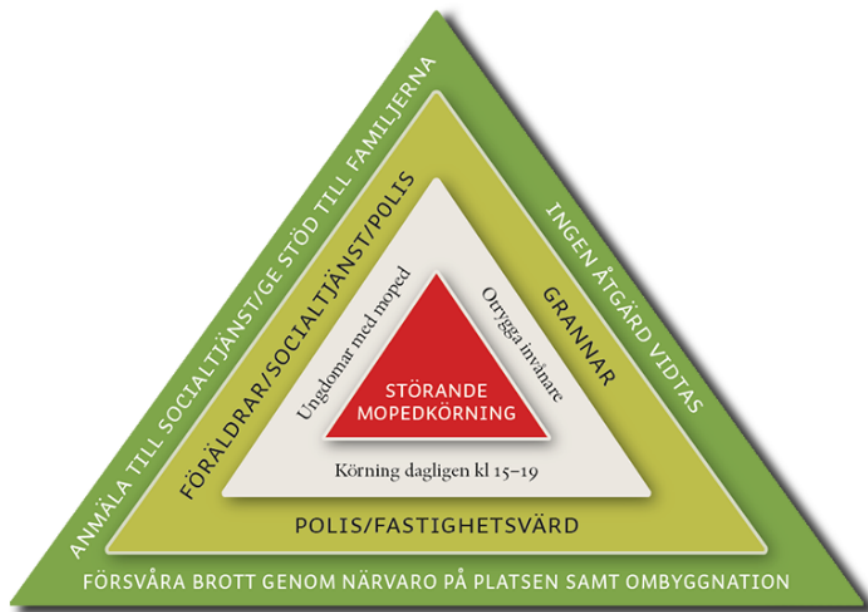 ANMÄLA TILL SOCIALTJÄNST/GE STÖD TILL FAMILJERNA
INGEN ÅTGÄRD VIDTAS
FÖRÄLDRAR/SOCIALTJÄNST/POLIS
GRANNAR
Ungdomar med moped
Otrygga invånare
STÖRANDE
MOPEDKÖRNING
Körning dagligen kl 15–19
POLIS/FASTIGHETSVÄRD
FÖRSVÅRA BROTT GENOM NÄRVARO PÅ PLATSEN SAMT OMBYGGNATION